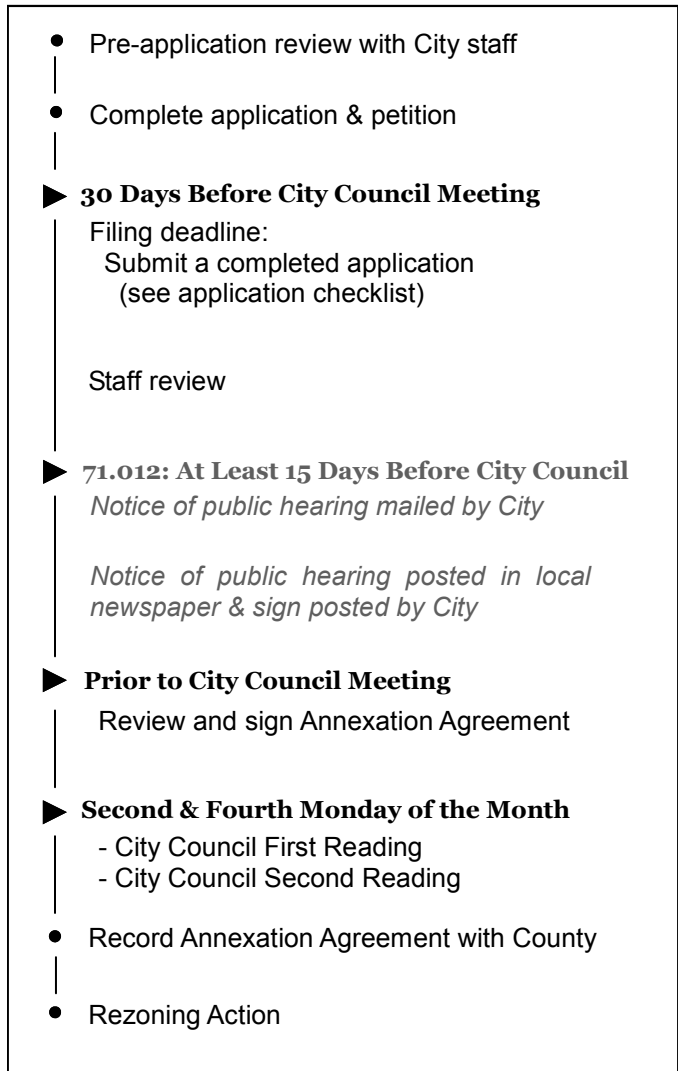 Pre-application review with City staff
Complete application & petition
30 Days Before City Council Meeting
Filing deadline:
Submit a completed application
(see application checklist)
Staff review
71.012: At Least 15 Days Before City Council
Notice of public hearing mailed by City
Notice of public hearing posted in local
newspaper & sign posted by City
Prior to City Council Meeting
Review and sign Annexation Agreement
Second & Fourth Monday of the Month
- City Council First Reading
- City Council Second Reading
Record Annexation Agreement with County
Rezoning Action